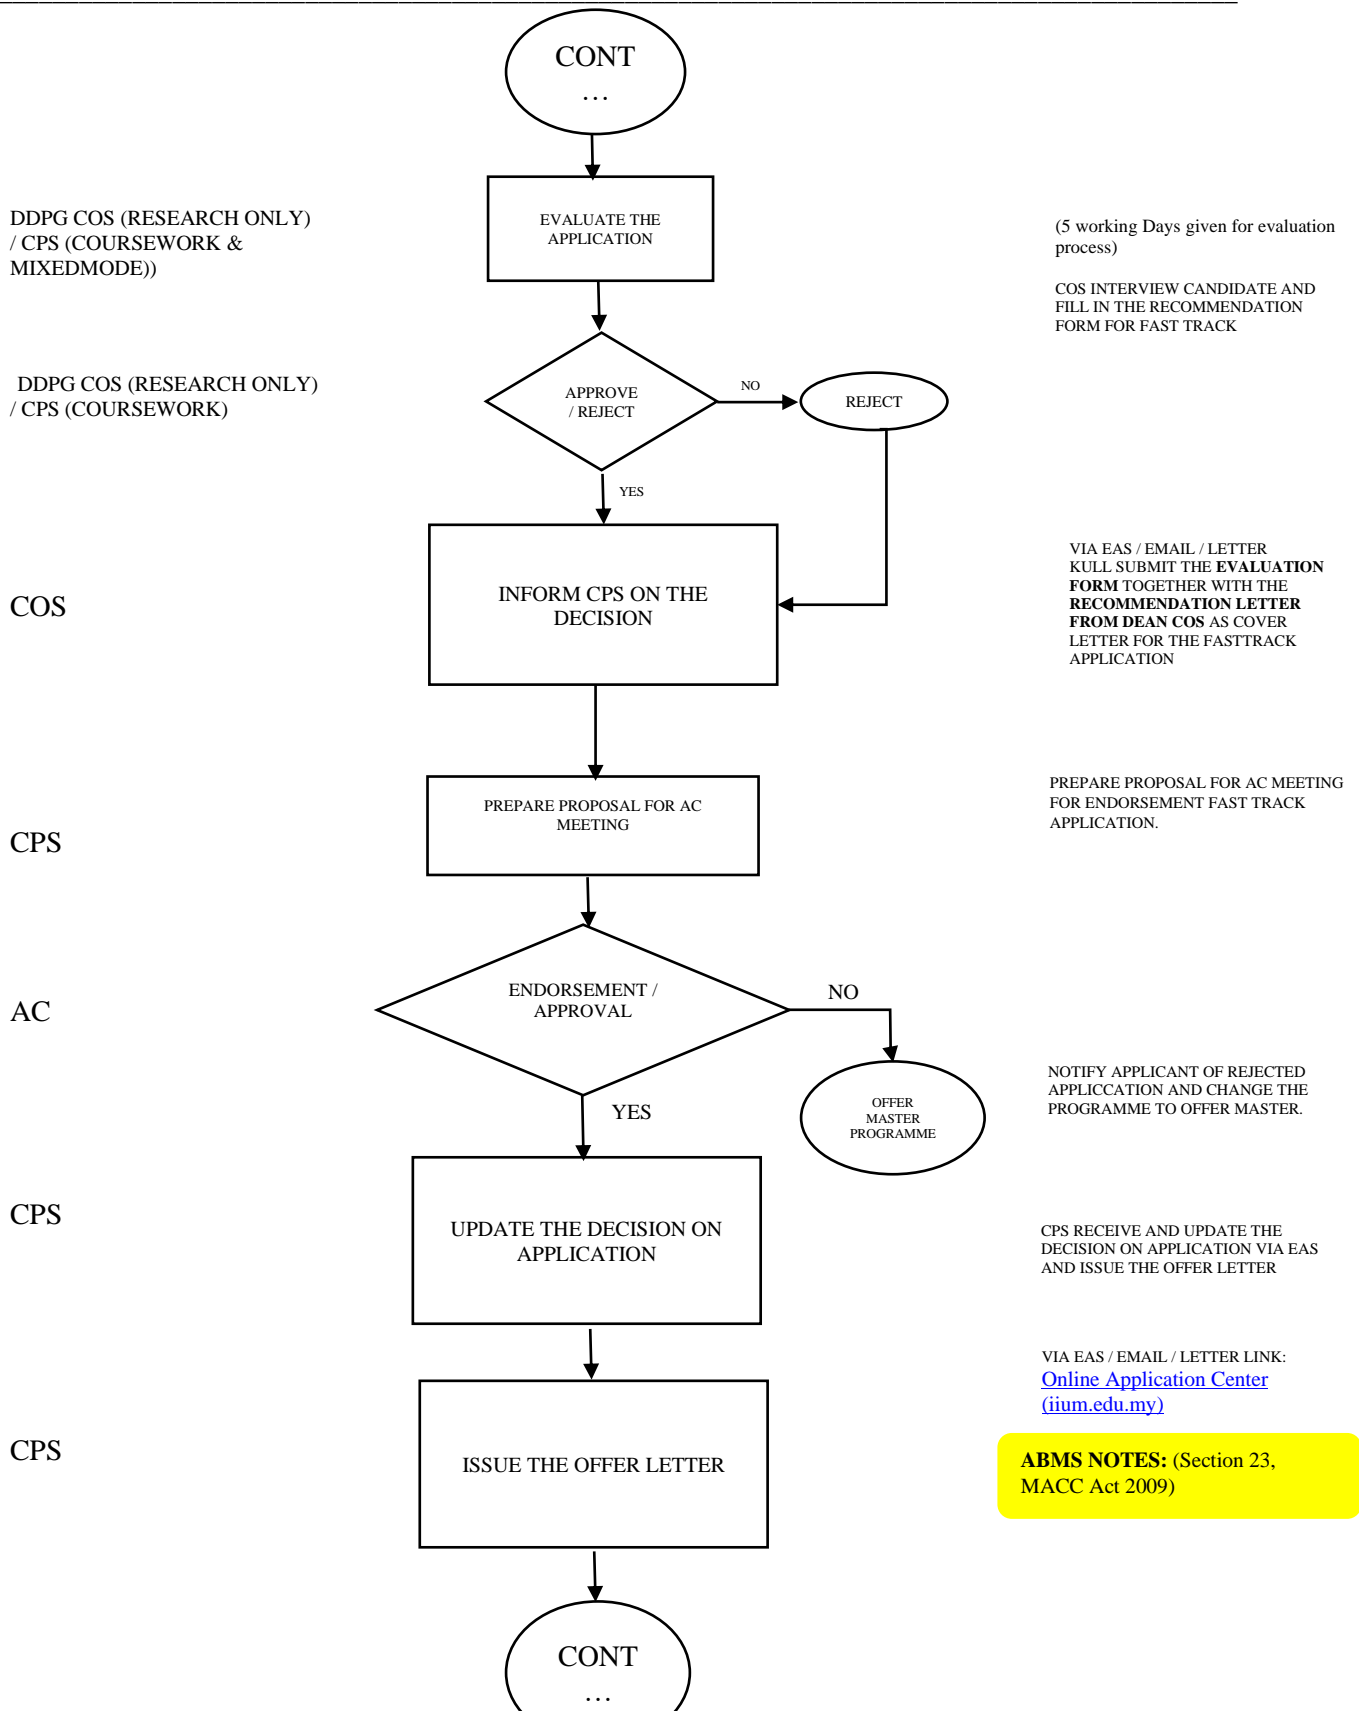 CONT
…
DDPG COS (RESEARCH ONLY)
/ CPS (COURSEWORK &
MIXEDMODE))
EVALUATE THE
APPLICATION
(5 working Days given for evaluation
process)
COS INTERVIEW CANDIDATE AND
FILL IN THE RECOMMENDATION
FORM FOR FAST TRACK
DDPG COS (RESEARCH ONLY)
/ CPS (COURSEWORK)
APPROVE
/ REJECT
NO
REJECT
YES
COS
INFORM CPS ON THE
DECISION
VIA EAS / EMAIL / LETTER
KULL SUBMIT THE EVALUATION
FORM TOGETHER WITH THE
RECOMMENDATION LETTER
FROM DEAN COS AS COVER
LETTER FOR THE FASTTRACK
APPLICATION
CPS
PREPARE PROPOSAL FOR AC
MEETING
PREPARE PROPOSAL FOR AC MEETING
FOR ENDORSEMENT FAST TRACK
APPLICATION.
AC
ENDORSEMENT /
APPROVAL
NO
OFFER
MASTER
PROGRAMME
NOTIFY APPLICANT OF REJECTED
APPLICCATION AND CHANGE THE
PROGRAMME TO OFFER MASTER.
YES
CPS
UPDATE THE DECISION ON
APPLICATION
CPS RECEIVE AND UPDATE THE
DECISION ON APPLICATION VIA EAS
AND ISSUE THE OFFER LETTER
CPS
ISSUE THE OFFER LETTER
VIA EAS / EMAIL / LETTER LINK:
Online Application Center
(iium.edu.my)
ABMS NOTES: (Section 23,
MACC Act 2009)
CONT
…